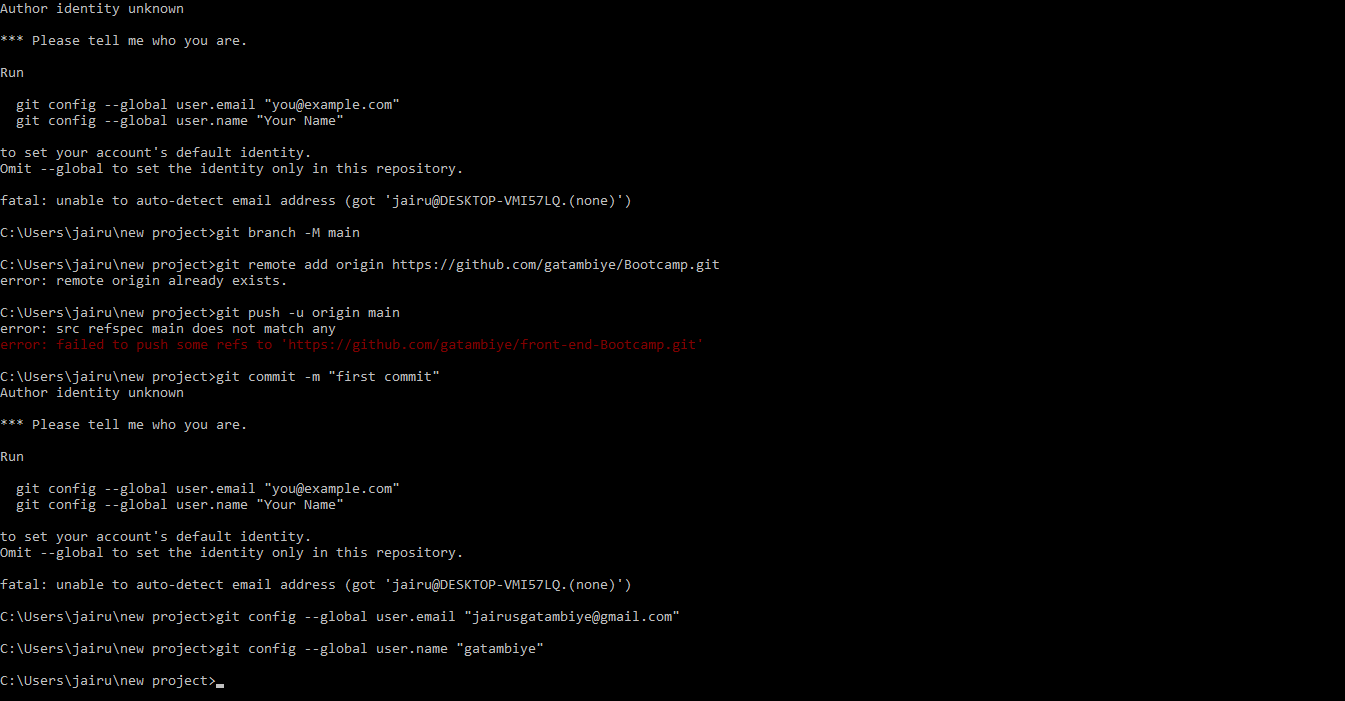 Author identity unknown
*** Please tell me who you are.
Run
git config --global user.email "you@example.com"
git config --global user.name "Your Name"
to set your account's default identity.
Omit --global to set the identity only in this repository.
fatal: unable to auto-detect email address (got 'jairu@DESKTOP-VMI57LQ.(none)')
C:\Users\jairu\new project>git branch -M main
C:\Users\jairu\new project>git remote add origin https://github.com/gatambiye/Bootcamp.git
error: remote origin already exists.
C:\Users\jairu\new project>git push -u origin main
error: src refspec main does not match any
error: failed to push some refs to 'https://github.com/gatambiye/front-end-Bootcamp.git'
C:\Users\jairu\new project>git commit -m "first commit"
Author identity unknown
*** Please tell me who you are.
Run
git config --global user.email "you@example.com"
git config --global user.name "Your Name"
to set your account's default identity.
Omit --global to set the identity only in this repository.
fatal: unable to auto-detect email address (got 'jairu@DESKTOP-VMI57LQ.(none)')
C:\Users\jairu\new project>git config --global user.email "jairusgatambiye@gmail.com"
C:\Users\jairu\new project>git config --global user.name "gatambiye"
C:\Users\jairu\new project>